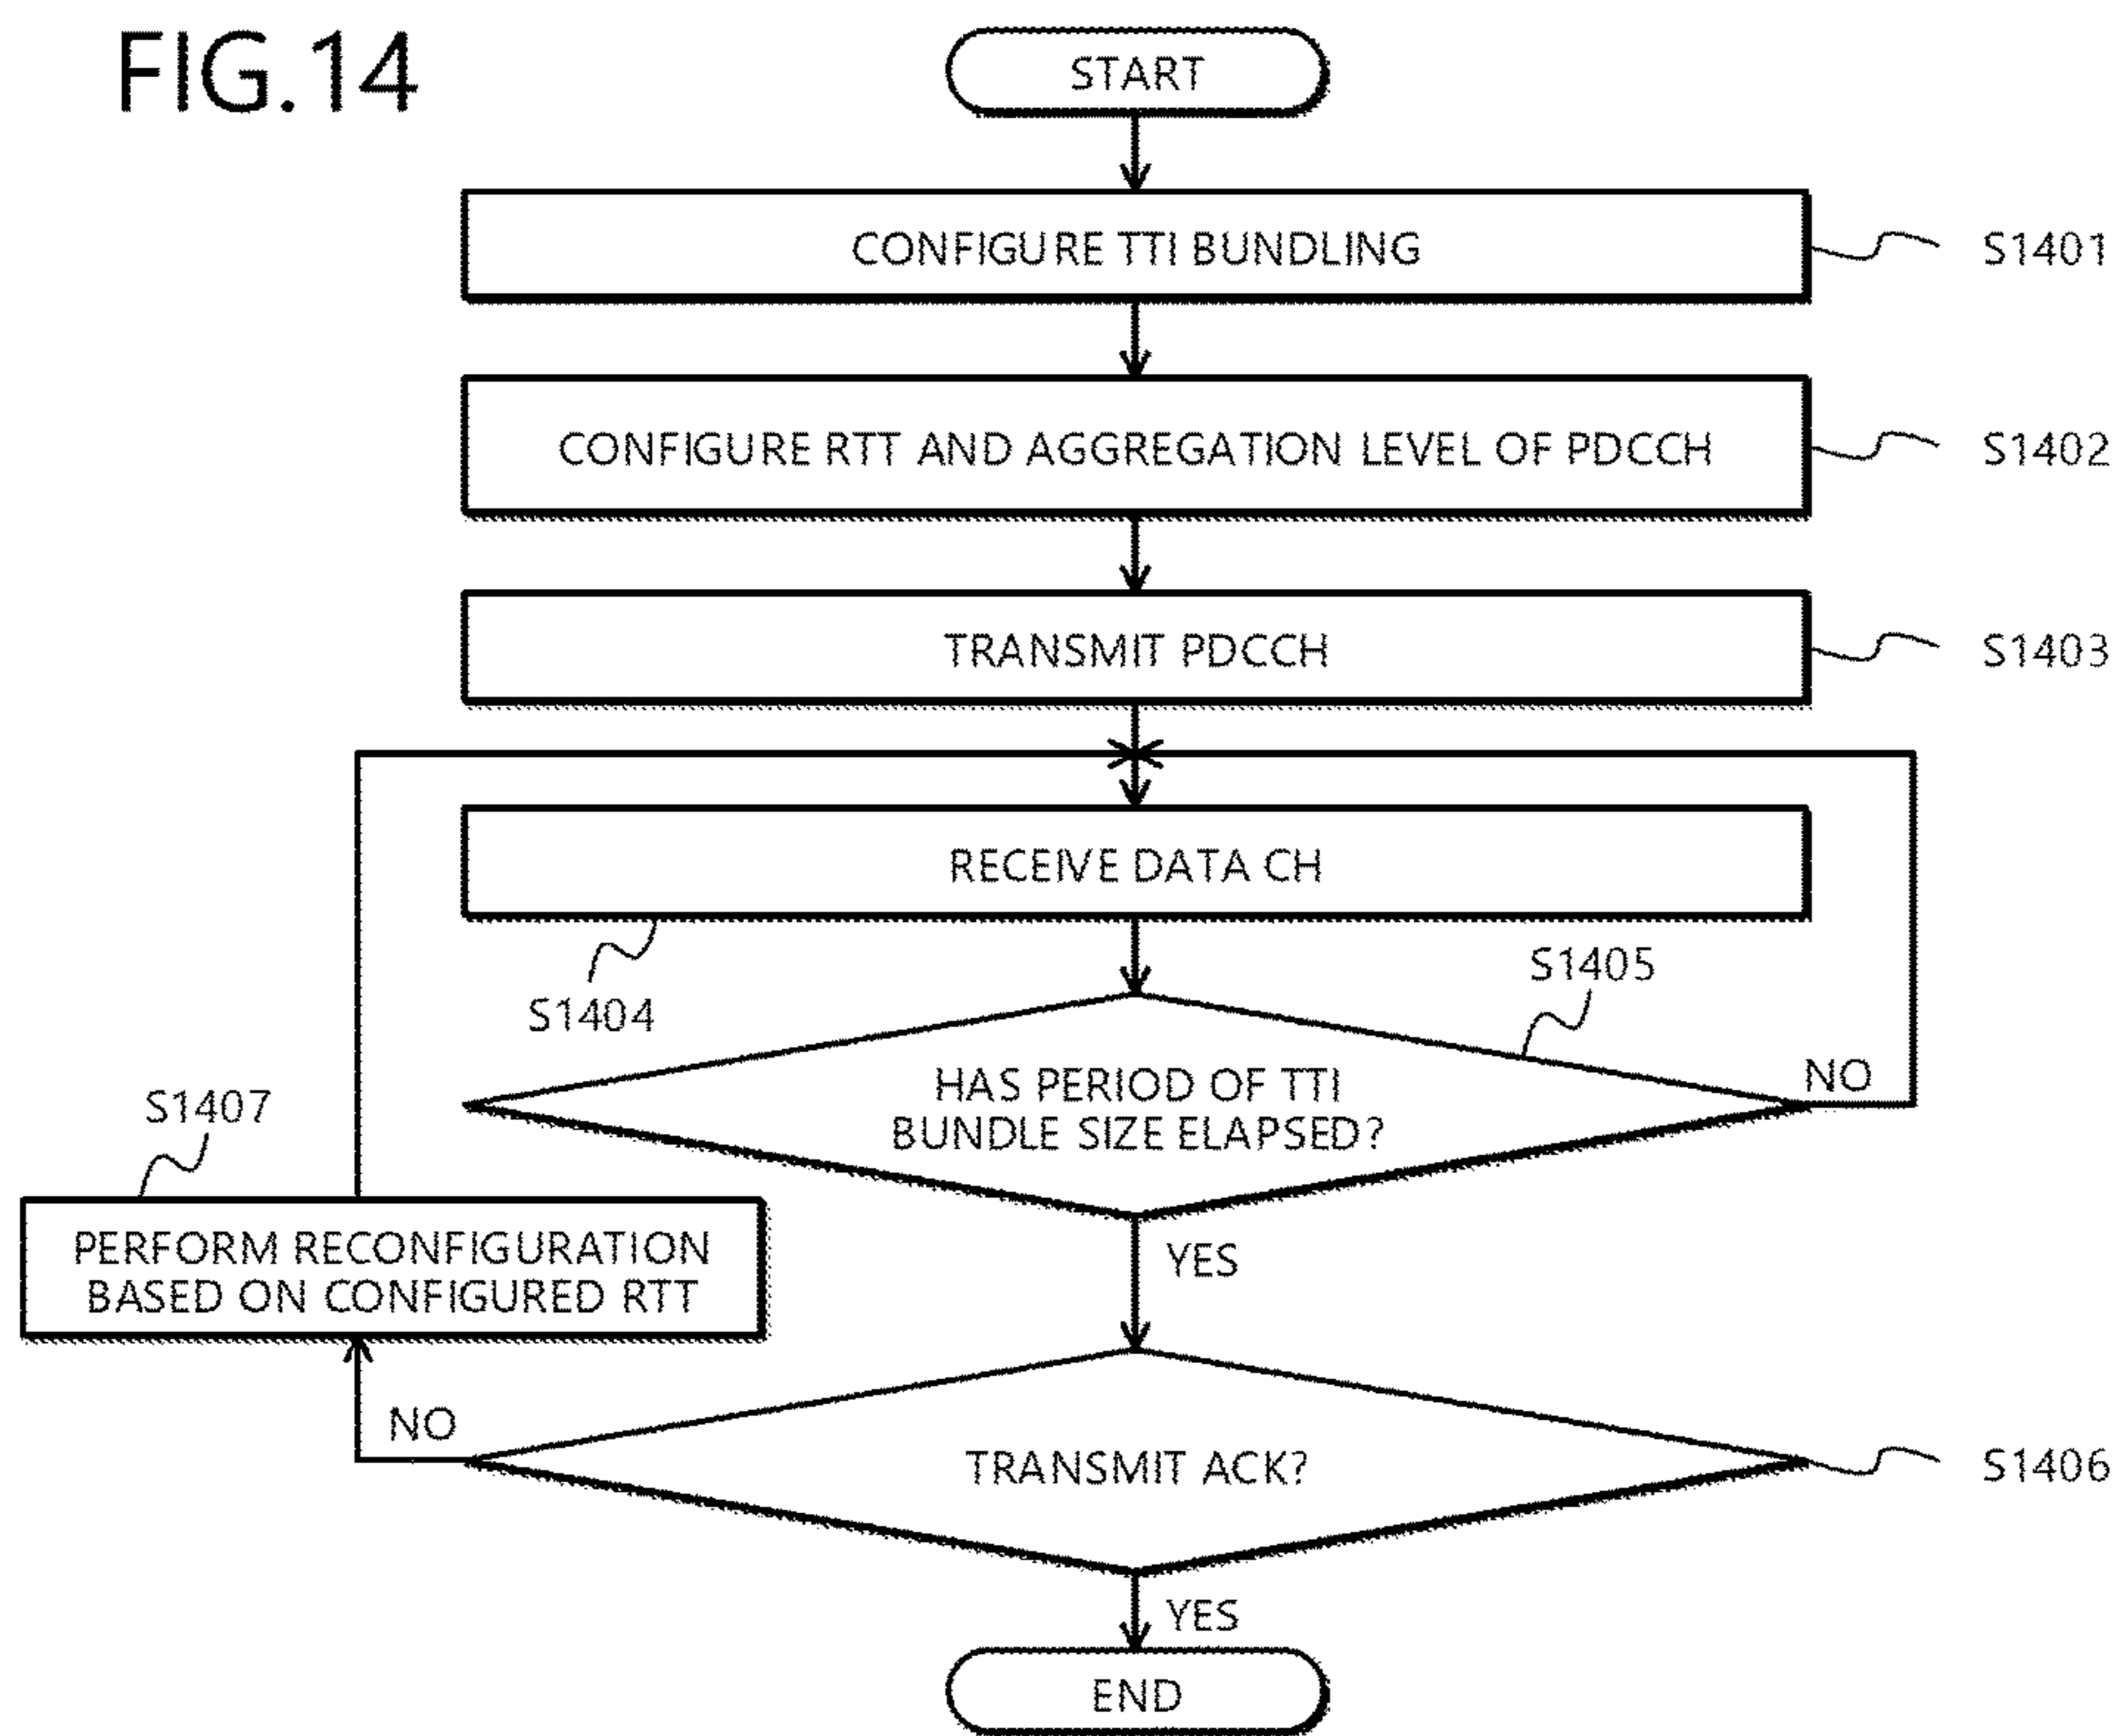 FIG.14
START
CONFIGURE TTI BUNDLING
S1401
CONFIGURE RTT AND AGGREGATION LEVEL OF PDCCH
S1402
TRANSMIT PDCCH
S1403
RECEIVE DATA CH
S1404
S1405
HAS PERIOD OF TTI
BUNDLE SIZE ELAPSED?
NO
YES
S1407
PERFORM RECONFIGURATION
BASED ON CONFIGURED RTT
NO
TRANSMIT ACK?
S1406
YES
END